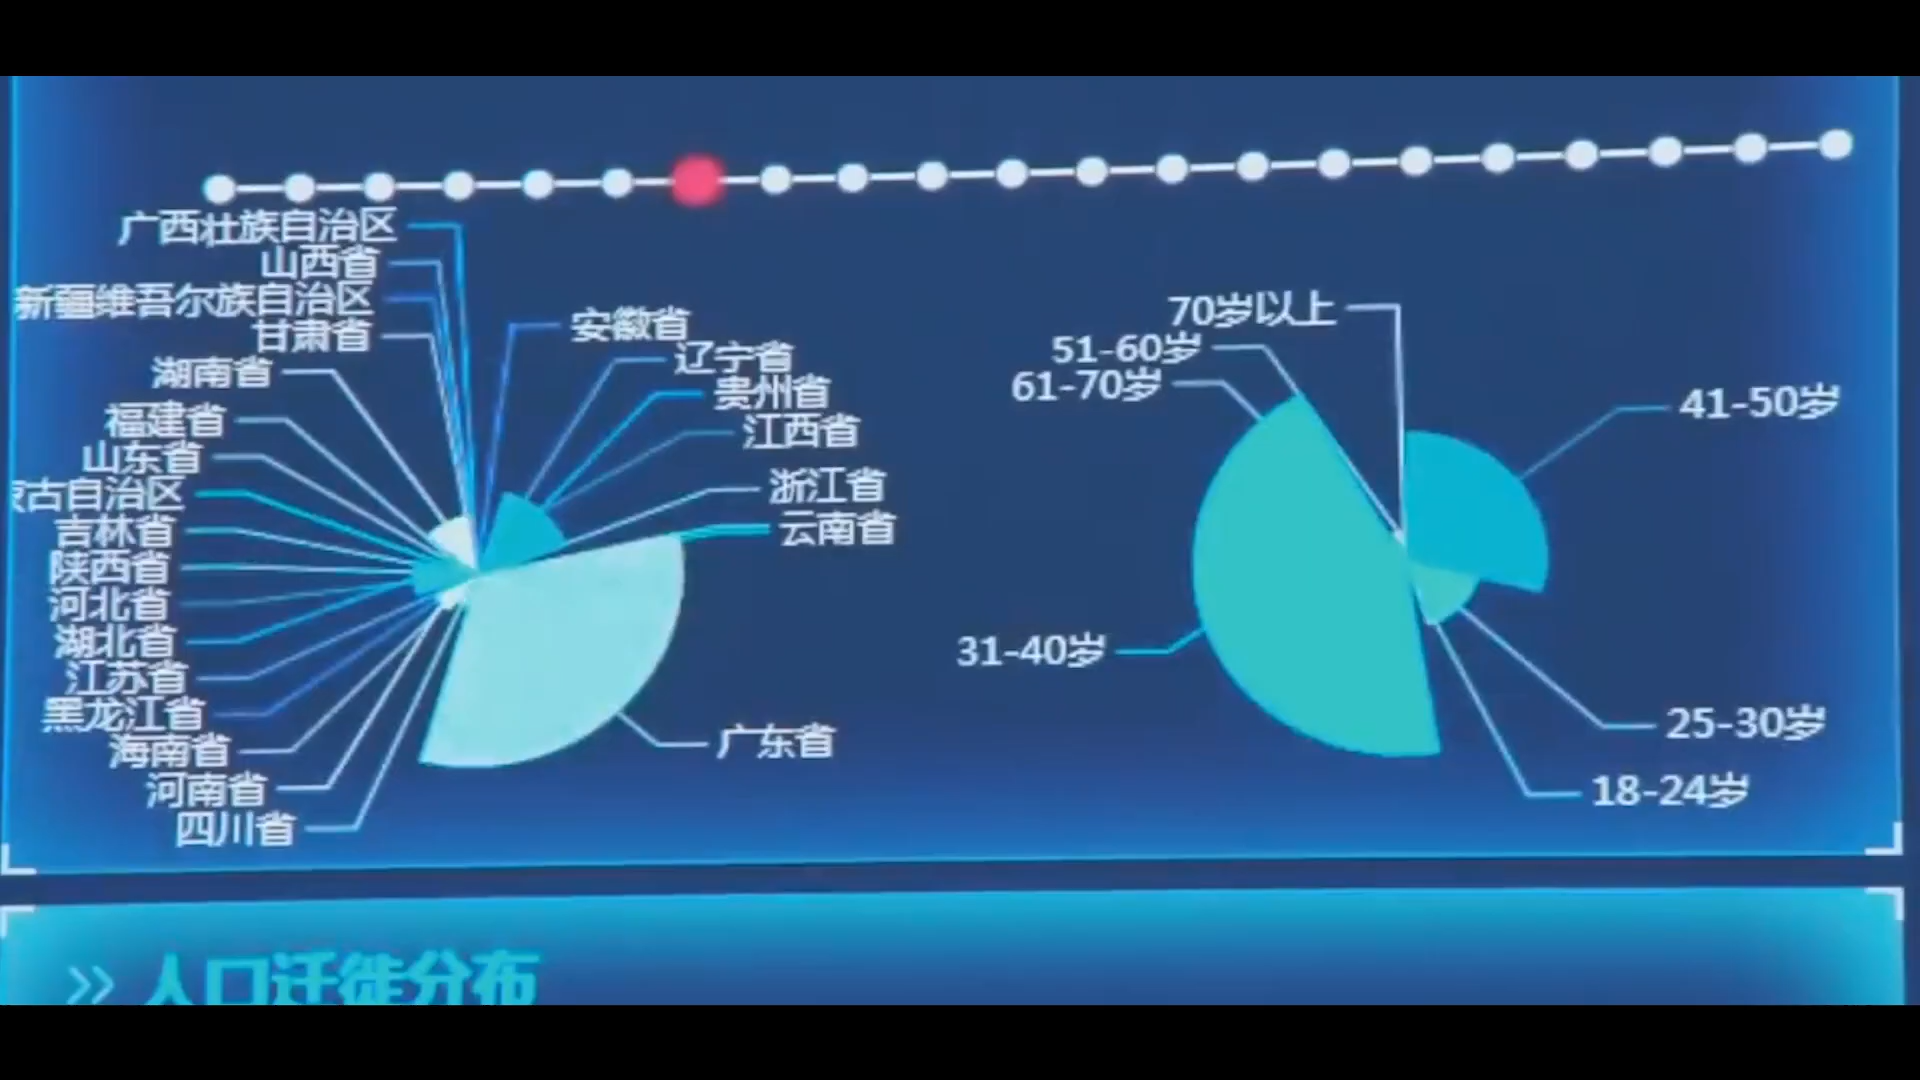 广西壮族自治区
山西省
新疆维吾尔族自治区
甘肃省
湖南省
福建省
山东省
蒙古自治区
吉林省
陕西省
河北省
湖北省
江苏省
黑龙江省
海南省
河南省
四川省
安徽省
辽宁省
贵州省
江西省
浙江省
云南省
广东省
70岁以上
51-60岁
61-70岁
31-40岁
41-50岁
25-30岁
18-24岁
>> 人口迁徙分布